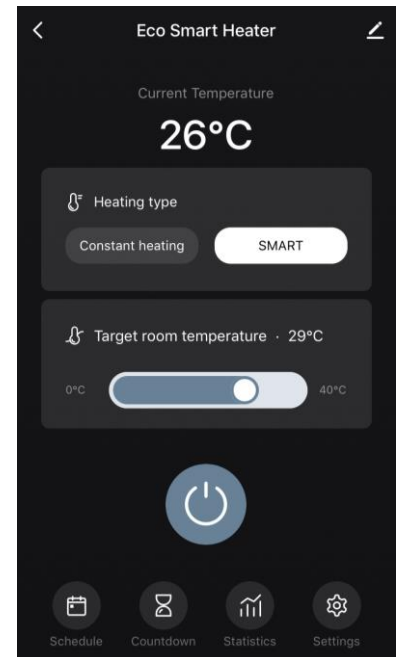 Eco Smart Heater
Current Temperature
26°C
Heating type
Constant heating SMART
Target room temperature · 29°C
0°C 40°C
Schedule Countdown Statistics Settings